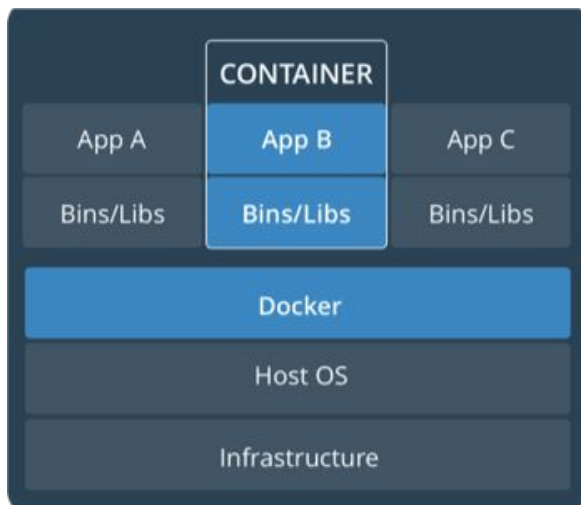 CONTAINER
App A App B App C
Bins/Libs Bins/Libs Bins/Libs
Docker
Host OS
Infrastructure